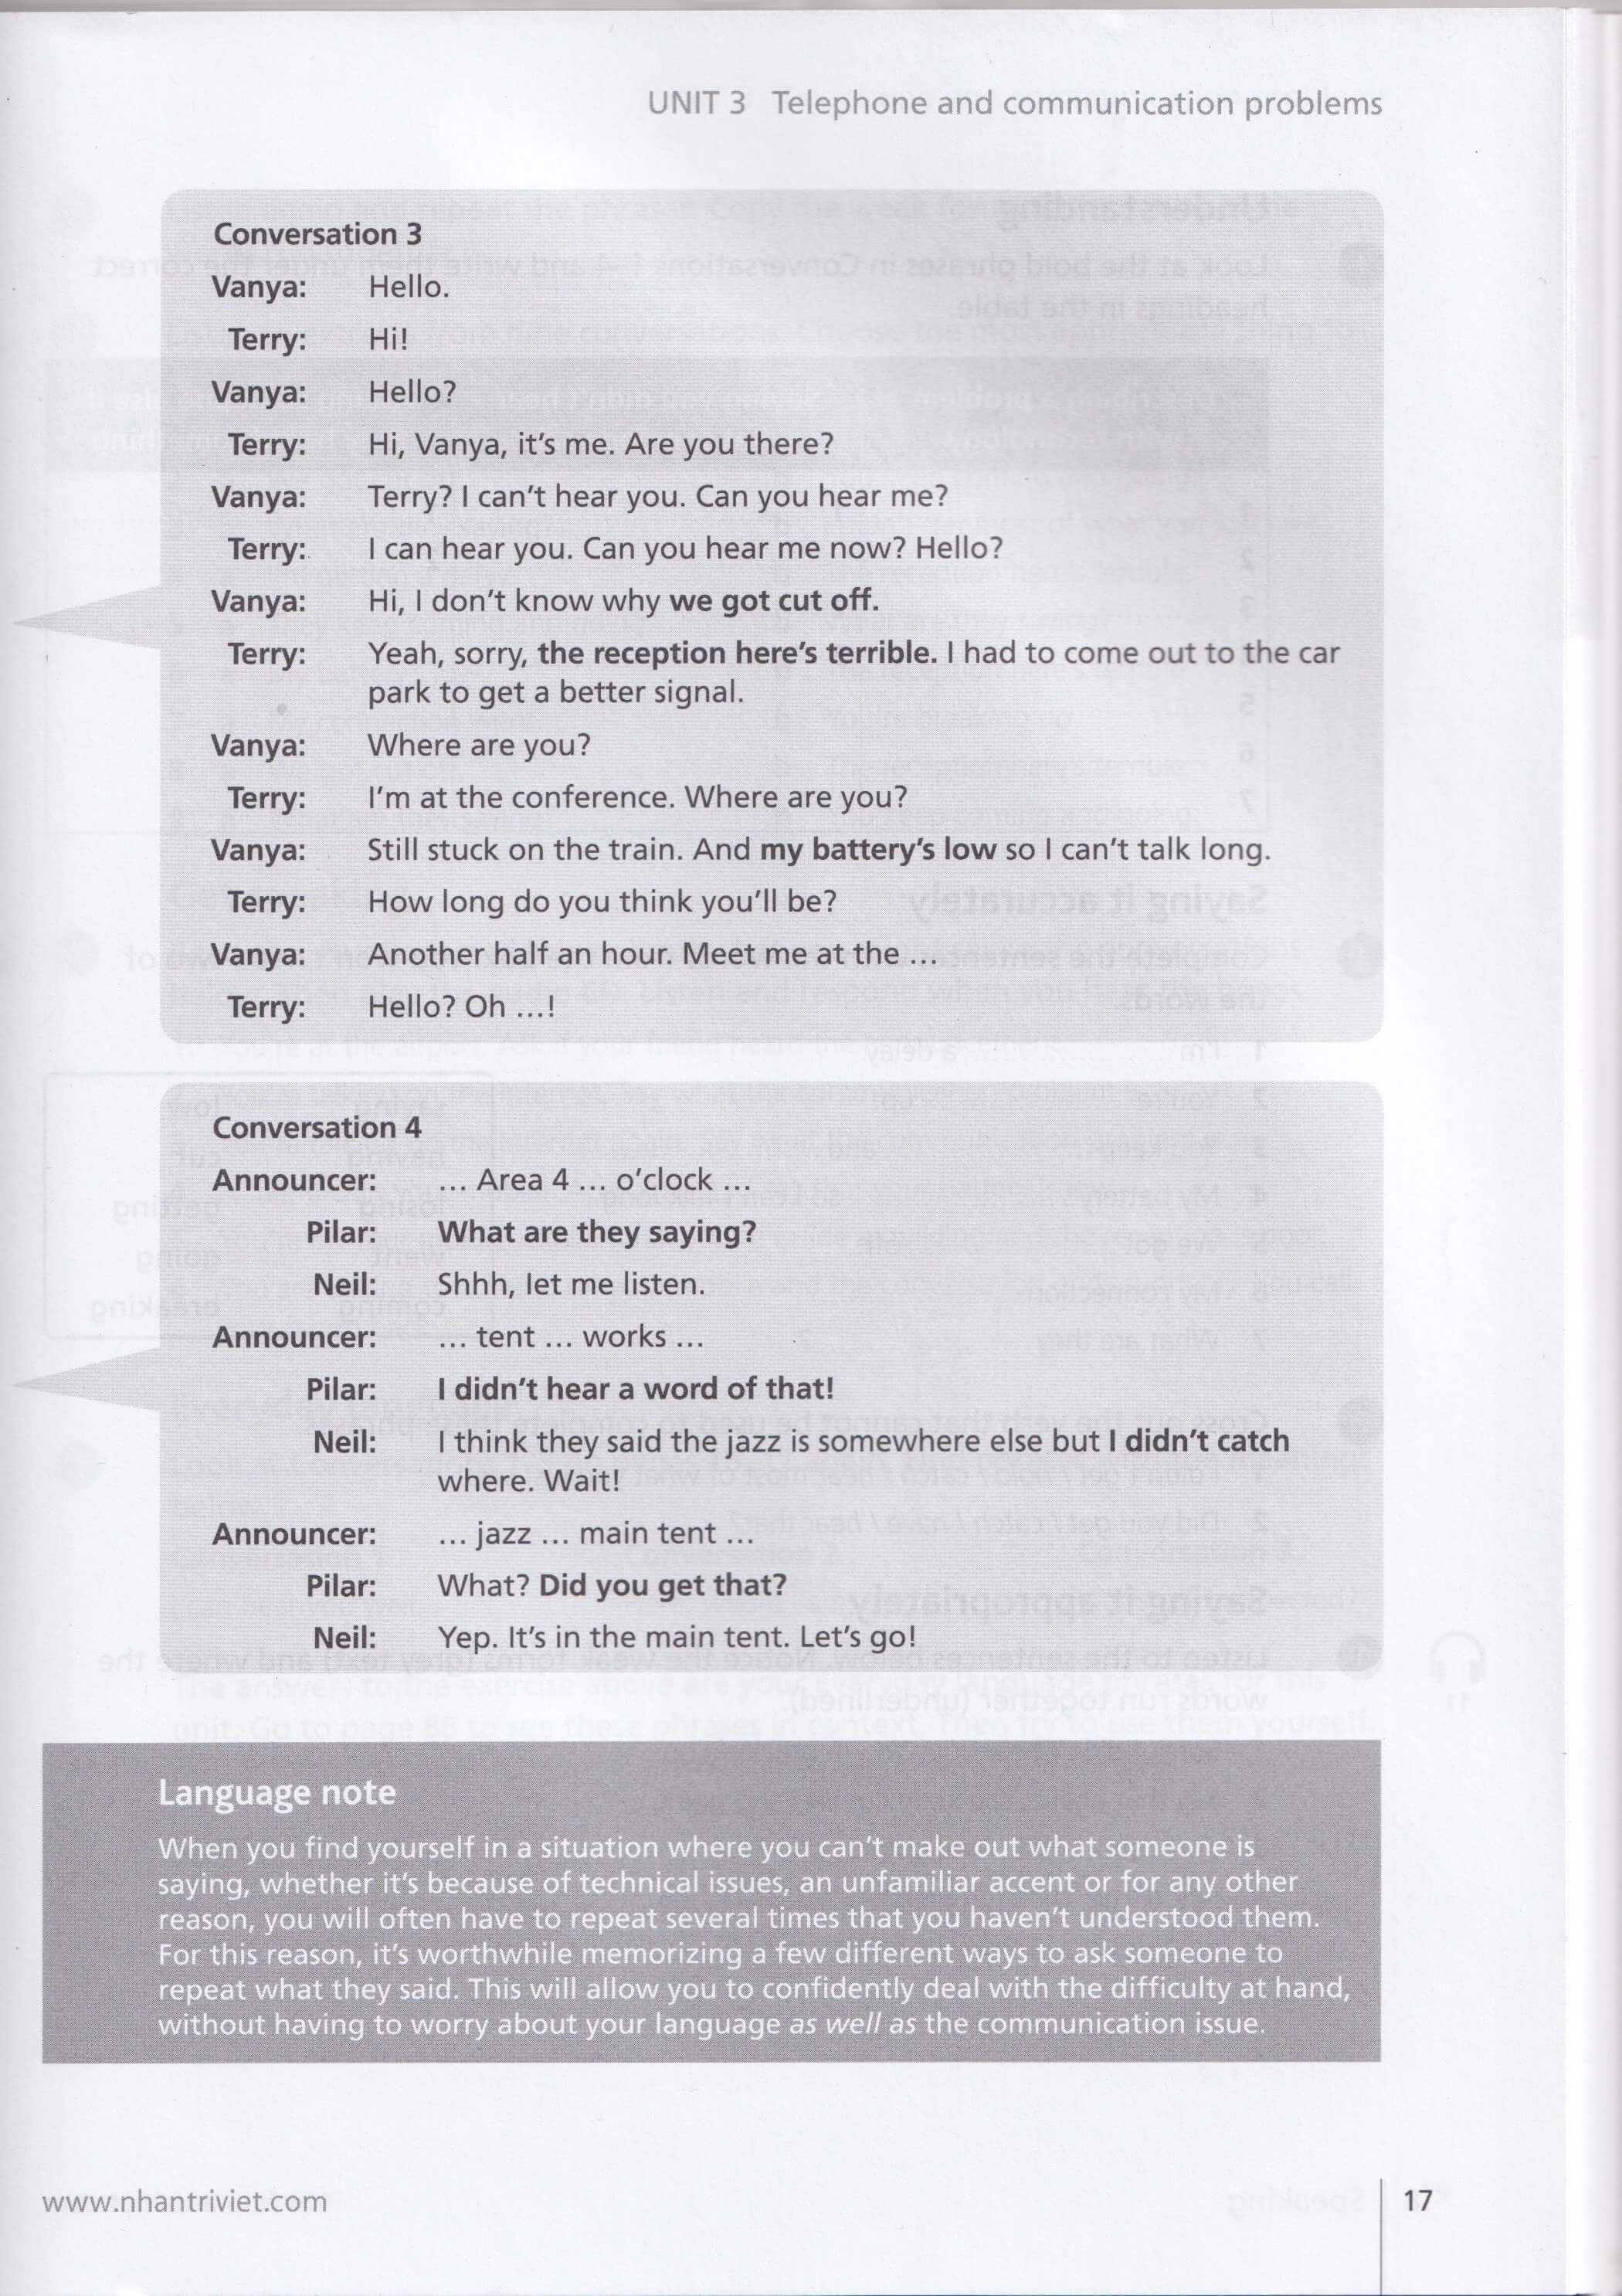 UNIT 3 Telephone and communication problems
Conversation 3
Vanya: Hello.
Terry: Hi!
Vanya: Hello?
Terry: Hi, Vanya, it's me. Are you there?
Vanya: Terry? I can't hear you. Can you hear me?
Terry: I can hear you. Can you hear me now? Hello?
Vanya: Hi, I don't know why we got cut off.
Terry: Yeah, sorry, the reception here's terrible. I had to come out to the car
park to get a better signal.
Vanya: Where are you?
Terry: I'm at the conference. Where are you?
Vanya: Still stuck on the train. And my battery's low so I can't talk long.
Terry: How long do you think you'll be?
Vanya: Another half an hour. Meet me at the ...
Terry: Hello? Oh ...!
Conversation 4
Announcer: ... Area 4 ... o'clock ...
Pilar: What are they saying?
Neil: Shhh, let me listen.
Announcer: ... tent ... works ...
Pilar: I didn't hear a word of that!
Neil: I think they said the jazz is somewhere else but I didn't catch
where. Wait!
Announcer: ... jazz ... main tent ...
Pilar: What? Did you get that?
Neil: Yep. It's in the main tent. Let's go!
Language note
When you find yourself in a situation where you can't make out what someone is
saying, whether it's because of technical issues, an unfamiliar accent or for any other
reason, you will often have to repeat several times that you haven't understood them.
For this reason, it's worthwhile memorizing a few different ways to ask someone to
repeat what they said. This will allow you to confidently deal with the difficulty at hand,
without having to worry about your language as well as the communication issue.
www.nhantriviet.com
17